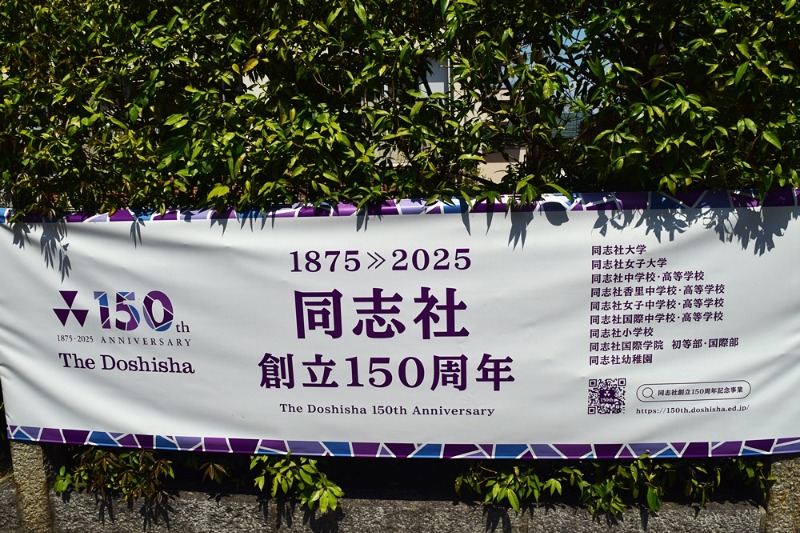 150th
1875-2025 ANNIVERSARY
The Doshisha
1875≫2025
同志社
創立150周年
The Doshisha 150th Anniversary
同志社大学
同志社女子大学
同志社中学校・高等学校
同志社香里中学校・高等学校
同志社女子中学校・高等学校
同志社国際中学校・高等学校
同志社小学校
同志社国際学院 初等部・国際部
同志社幼稚園
同志社創立150周年記念事業
https://150th.doshisha.ed.jp/